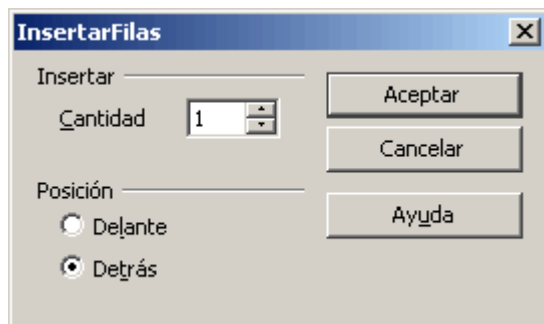 InsertarFilas
Insertar
Cantidad 1
Posición
Delante
Detrás
Aceptar
Cancelar
Ayuda